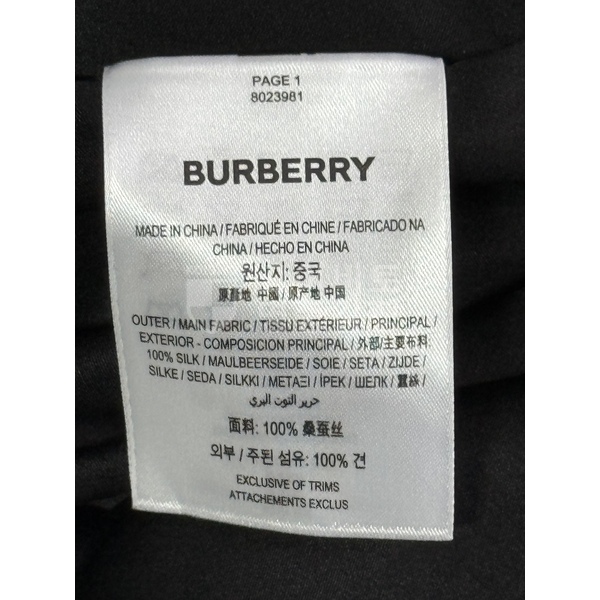 PAGE 1
8023981
BURBERRY
MADE IN CHINA / FABRIQUÉ EN CHINE / FABRICADO NA
CHINA / HECHO EN CHINA
원산지: 중국
原產地 中國 / 原产地 中国
OUTER / MAIN FABRIC / TISSU EXTÉRIEUR / PRINCIPAL /
EXTERIOR - COMPOSICION PRINCIPAL / 外部/主要布料
100% SILK / MAULBEERSEIDE / SOIE / SETA / ZIJDE /
SILKE / SEDA / SILKKI / ΜΕΤΑΞΙ / İPEK / ШЕЛК / 蠶絲 /
حرير التوت البري
面料: 100% 桑蚕丝
외부 / 주된 섬유: 100% 견
EXCLUSIVE OF TRIMS
ATTACHEMENTS EXCLUS